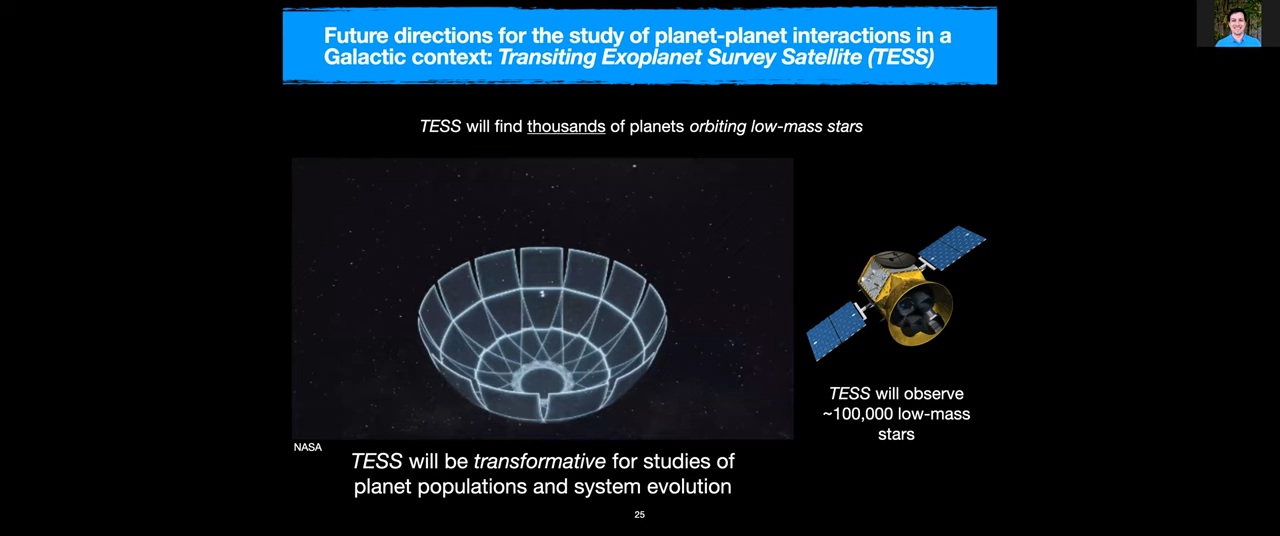 Future directions for the study of planet-planet interactions in a
Galactic context: Transiting Exoplanet Survey Satellite (TESS)
TESS will find thousands of planets orbiting low-mass stars
TESS will observe
~100,000 low-mass
stars
NASA
TESS will be transformative for studies of
planet populations and system evolution
25